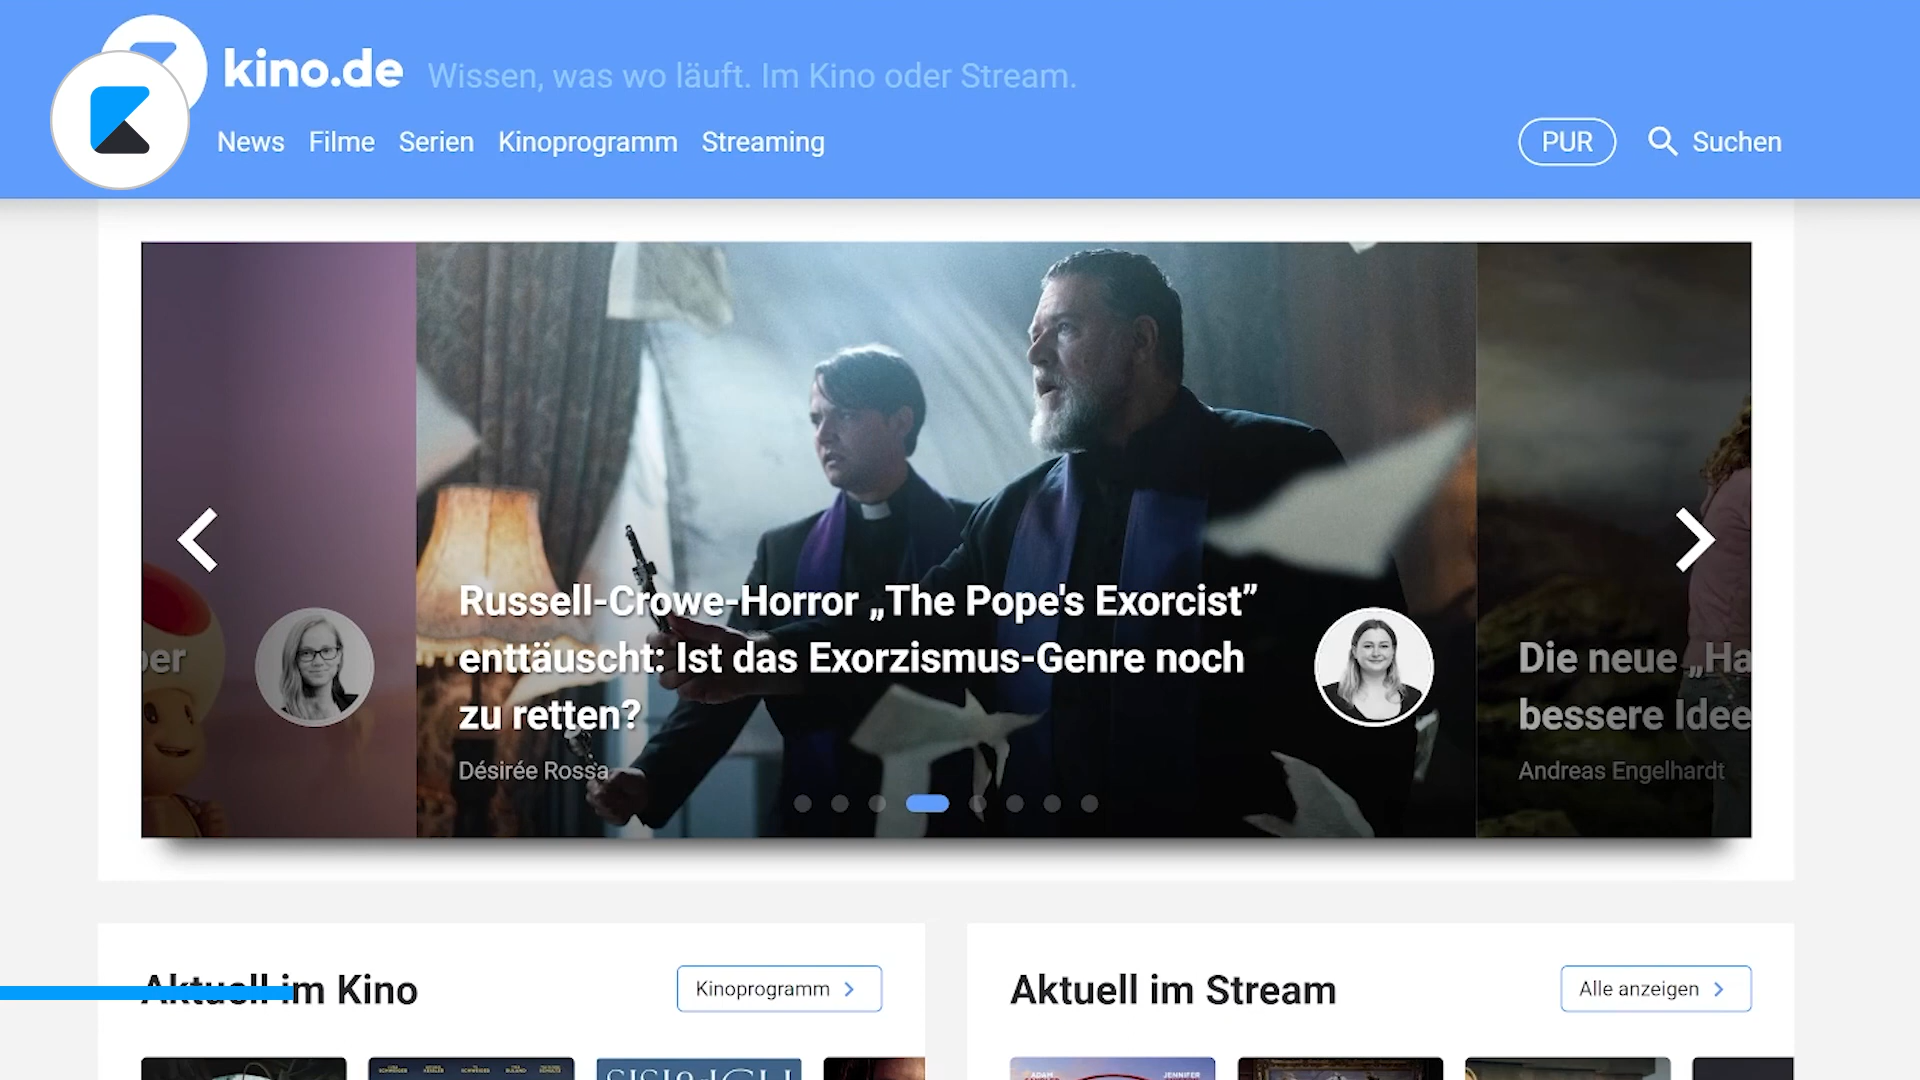 kino.de
Wissen, was wo läuft. Im Kino oder Stream.
News Filme Serien Kinoprogramm Streaming
PUR
Suchen
Russell-Crowe-Horror „The Pope's Exorcist”
enttäuscht: Ist das Exorzismus-Genre noch
zu retten?
Désirée Rossa
Die neue „Ha
bessere Idee
Andreas Engelhardt
Aktuell im Kino
Kinoprogramm
Aktuell im Stream
Alle anzeigen
ADAM
JENNIFER